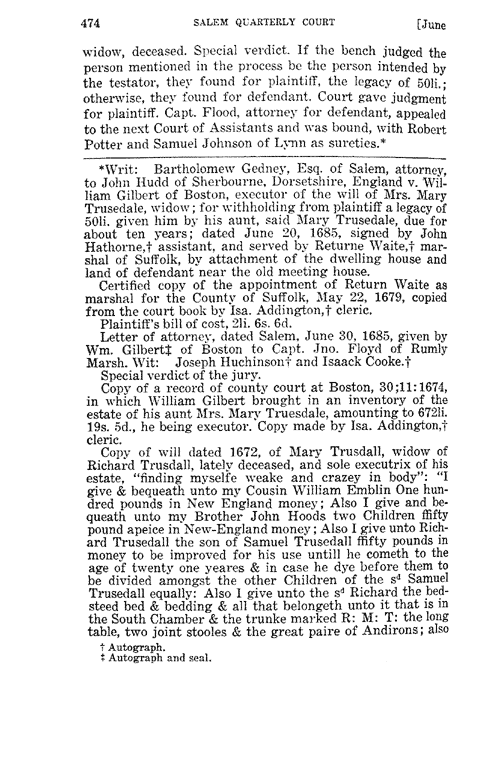 474 SALEM QUARTERLY COURT [June
widow, deceased. Special verdict. If the bench judged the
person mentioned in the process be the person intended by
the testator, they found for plaintiff, the legacy of 50li.;
otherwise, they found for defendant. Court gave judgment
for plaintiff. Capt. Flood, attorney for defendant, appealed
to the next Court of Assistants and was bound, with Robert
Potter and Samuel Johnson of Lynn as sureties.*
*Writ: Bartholomew Gedney, Esq. of Salem, attorney,
to John Hudd of Sherbourne, Dorsetshire, England v. Wil-
liam Gilbert of Boston, executor of the will of Mrs. Mary
Trusedale, widow; for withholding from plaintiff a legacy of
50li. given him by his aunt, said Mary Trusedale, due for
about ten years; dated June 20, 1685, signed by John
Hathorne,† assistant, and served by Returne Waite,† mar-
shal of Suffolk, by attachment of the dwelling house and
land of defendant near the old meeting house.
Certified copy of the appointment of Return Waite as
marshal for the County of Suffolk, May 22, 1679, copied
from the court book by Isa. Addington,† cleric.
Plaintiff's bill of cost, 2li. 6s. 6d.
Letter of attorney, dated Salem, June 30, 1685, given by
Wm. Gilbert‡ of Boston to Capt. Jno. Floyd of Rumly
Marsh. Wit: Joseph Huchinson† and Isaack Cooke.†
Special verdict of the jury.
Copy of a record of county court at Boston, 30;11:1674,
in which William Gilbert brought in an inventory of the
estate of his aunt Mrs. Mary Truesdale, amounting to 672li.
19s. 5d., he being executor. Copy made by Isa. Addington,†
cleric.
Copy of will dated 1672, of Mary Trusdall, widow of
Richard Trusdall, lately deceased, and sole executrix of his
estate, "finding myselfe weake and crazey in body": "I
give & bequeath unto my Cousin William Emblin One hun-
dred pounds in New England money; Also I give and be-
queath unto my Brother John Hoods two Children ffifty
pound apeice in New-England money; Also I give unto Rich-
ard Trusedall the son of Samuel Trusedall ffifty pounds in
money to be improved for his use untill he cometh to the
age of twenty one yeares & in case he dye before them to
be divided amongst the other Children of the sᵈ Samuel
Trusedall equally: Also I give unto the sᵈ Richard the bed-
steed bed & bedding & all that belongeth unto it that is in
the South Chamber & the trunke marked R: M: T: the long
table, two joint stooles & the great paire of Andirons; also
† Autograph.
‡ Autograph and seal.